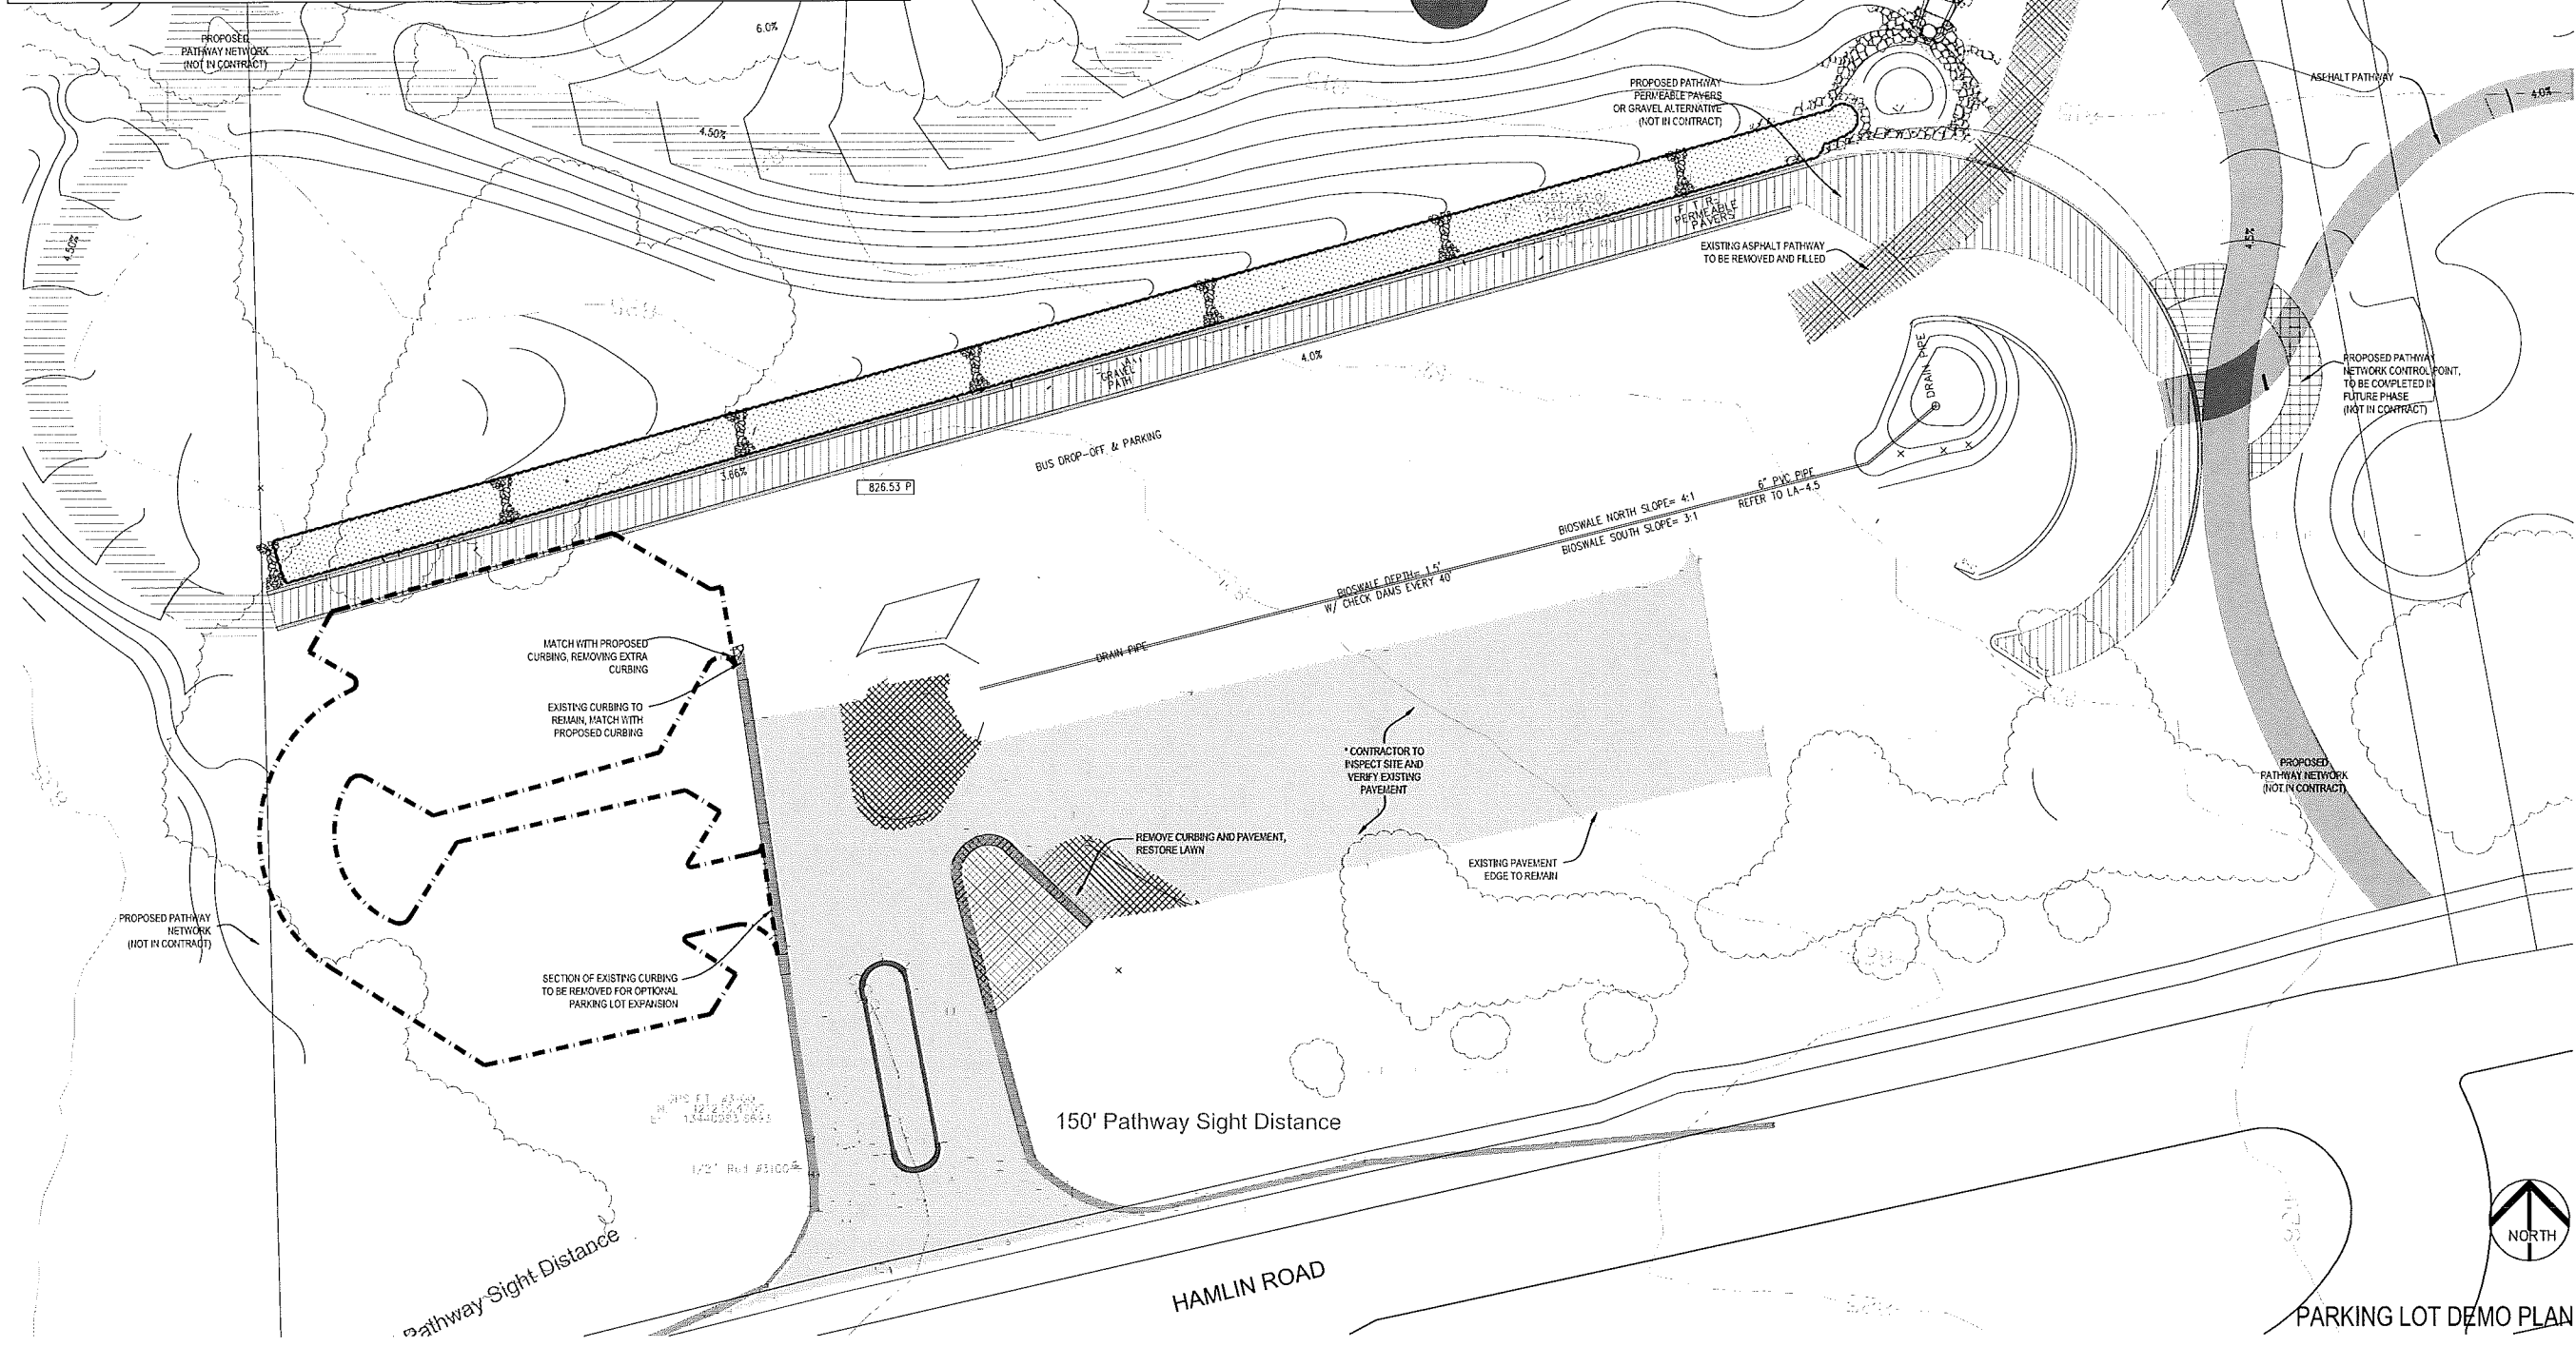 PROPOSED
PATHWAY NETWORK
(NOT IN CONTRACT)
6.0%
4.50%
4.50%
PROPOSED PATHWAY
PERMEABLE PAVERS
OR GRAVEL ALTERNATIVE
(NOT IN CONTRACT)
ASPHALT PATHWAY
4.0%
PERMEABLE
PAVERS
EXISTING ASPHALT PATHWAY
TO BE REMOVED AND FILLED
4.5%
DRAIN PIPE
PROPOSED PATHWAY
NETWORK CONTROL POINT,
TO BE COMPLETED IN
FUTURE PHASE
(NOT IN CONTRACT)
4.0%
GRAVEL
PATH
3.86%
826.53 P
BUS DROP-OFF & PARKING
6" PVC PIPE
REFER TO LA-4.5
BIOSWALE NORTH SLOPE= 4:1
BIOSWALE SOUTH SLOPE= 3:1
BIOSWALE DEPTH= 1.5'
W/ CHECK DAMS EVERY 40'
DRAIN PIPE
MATCH WITH PROPOSED
CURBING, REMOVING EXTRA
CURBING
EXISTING CURBING TO
REMAIN, MATCH WITH
PROPOSED CURBING
* CONTRACTOR TO
INSPECT SITE AND
VERIFY EXISTING
PAVEMENT
PROPOSED
PATHWAY NETWORK
(NOT IN CONTRACT)
REMOVE CURBING AND PAVEMENT,
RESTORE LAWN
EXISTING PAVEMENT
EDGE TO REMAIN
PROPOSED PATHWAY
NETWORK
(NOT IN CONTRACT)
SECTION OF EXISTING CURBING
TO BE REMOVED FOR OPTIONAL
PARKING LOT EXPANSION
150' Pathway Sight Distance
Pathway Sight Distance
HAMLIN ROAD
NORTH
PARKING LOT DEMO PLAN